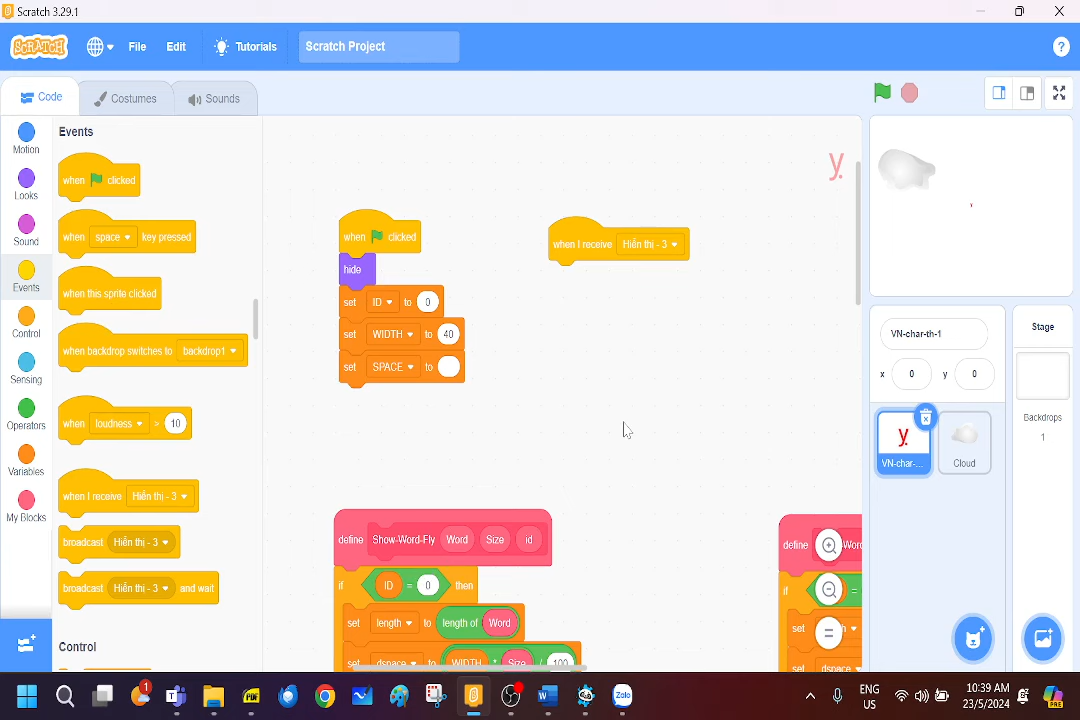 Scratch 3.29.1
SCRATCH File Edit Tutorials Scratch Project ?
Code Costumes Sounds
Motion
Looks
Sound
Events
Control
Sensing
Operators
Variables
My Blocks
Events
when clicked
when space key pressed
when this sprite clicked
when backdrop switches to backdrop1
when loudness > 10
when I receive Hiển thị - 3
broadcast Hiển thị - 3
broadcast Hiển thị - 3 and wait
Control
when clicked
hide
set ID to 0
set WIDTH to 40
set SPACE to
when I receive Hiển thị - 3
define Show-Word-Fly Word Size id
if ID = 0 then
set length to length of Word
set dspace to WIDTH * Size / 100
define
if
set
set dspace
ỵ
VN-char-th-1
x 0 y 0
ỵ
VN-char-...
Cloud
Stage
Backdrops
1
1
ENG
US
10:39 AM
23/5/2024
PDF
Zalo
PRE